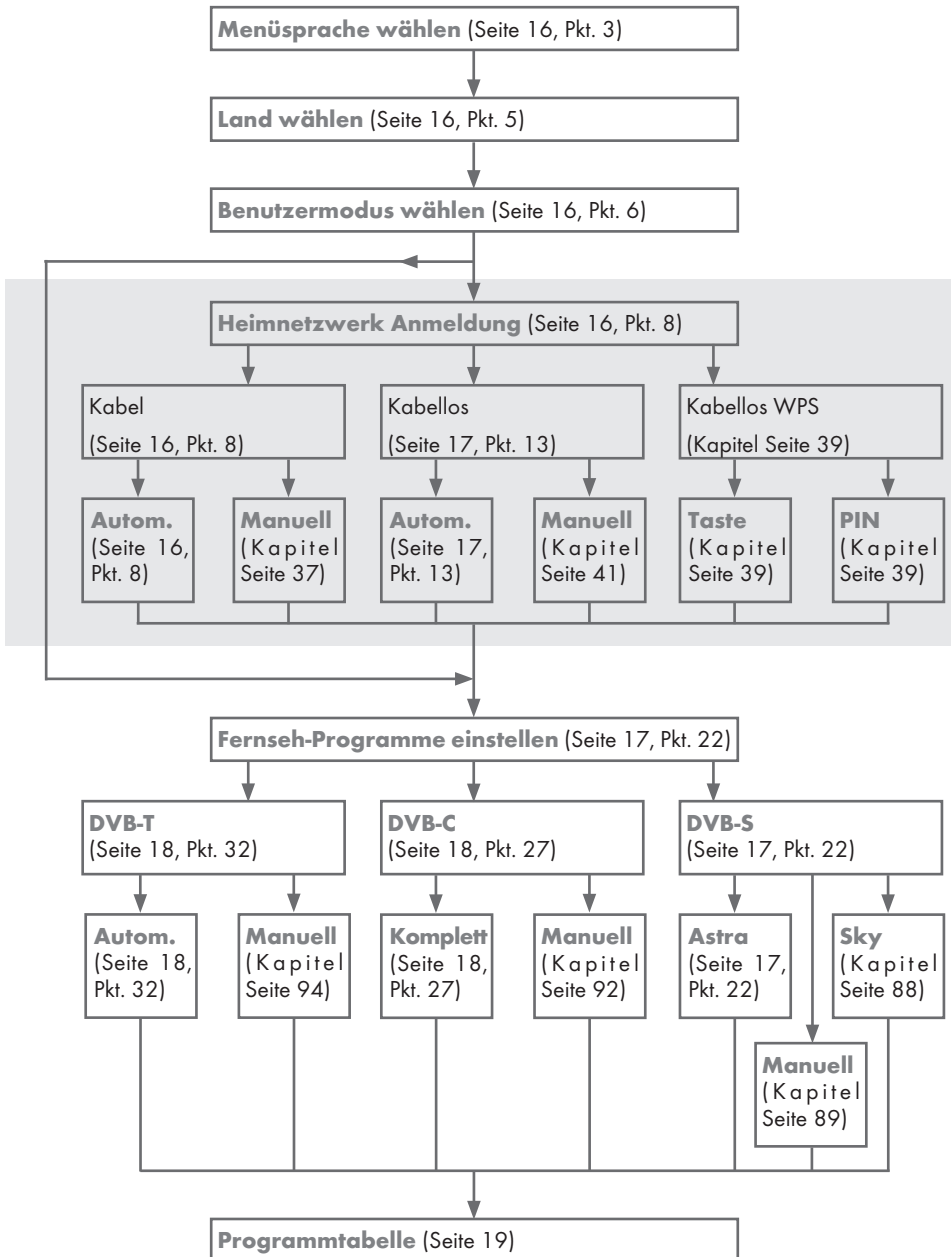 Menüsprache wählen (Seite 16, Pkt. 3)
Land wählen (Seite 16, Pkt. 5)
Benutzermodus wählen (Seite 16, Pkt. 6)
Heimnetzwerk Anmeldung (Seite 16, Pkt. 8)
Kabel
(Seite 16, Pkt. 8)
Kabellos
(Seite 17, Pkt. 13)
Kabellos WPS
(Kapitel Seite 39)
Autom.
(Seite 16,
Pkt. 8)
Manuell
(Kapitel
Seite 37)
Autom.
(Seite 17,
Pkt. 13)
Manuell
(Kapitel
Seite 41)
Taste
(Kapitel
Seite 39)
PIN
(Kapitel
Seite 39)
Fernseh-Programme einstellen (Seite 17, Pkt. 22)
DVB-T
(Seite 18, Pkt. 32)
DVB-C
(Seite 18, Pkt. 27)
DVB-S
(Seite 17, Pkt. 22)
Autom.
(Seite 18,
Pkt. 32)
Manuell
(Kapitel
Seite 94)
Komplett
(Seite 18,
Pkt. 27)
Manuell
(Kapitel
Seite 92)
Astra
(Seite 17,
Pkt. 22)
Sky
(Kapitel
Seite 88)
Manuell
(Kapitel
Seite 89)
Programmtabelle (Seite 19)